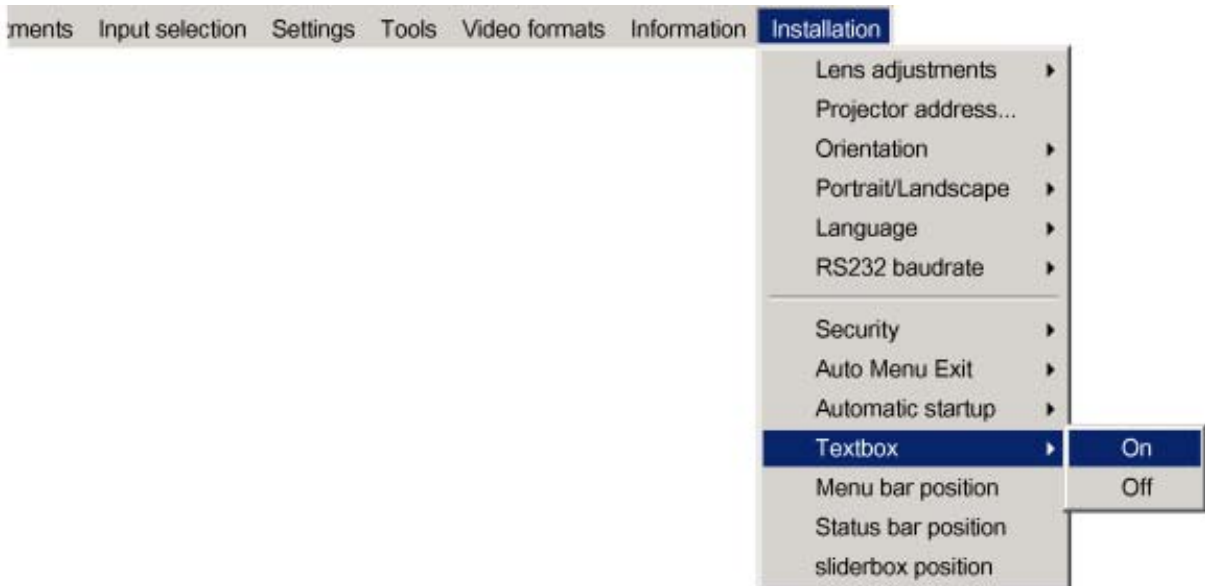 Input selection Settings Tools Video formats Information Installation
Lens adjustments
Projector address...
Orientation
Portrait/Landscape
Language
RS232 baudrate
Security
Auto Menu Exit
Automatic startup
Textbox On
Menu bar position Off
Status bar position
sliderbox position